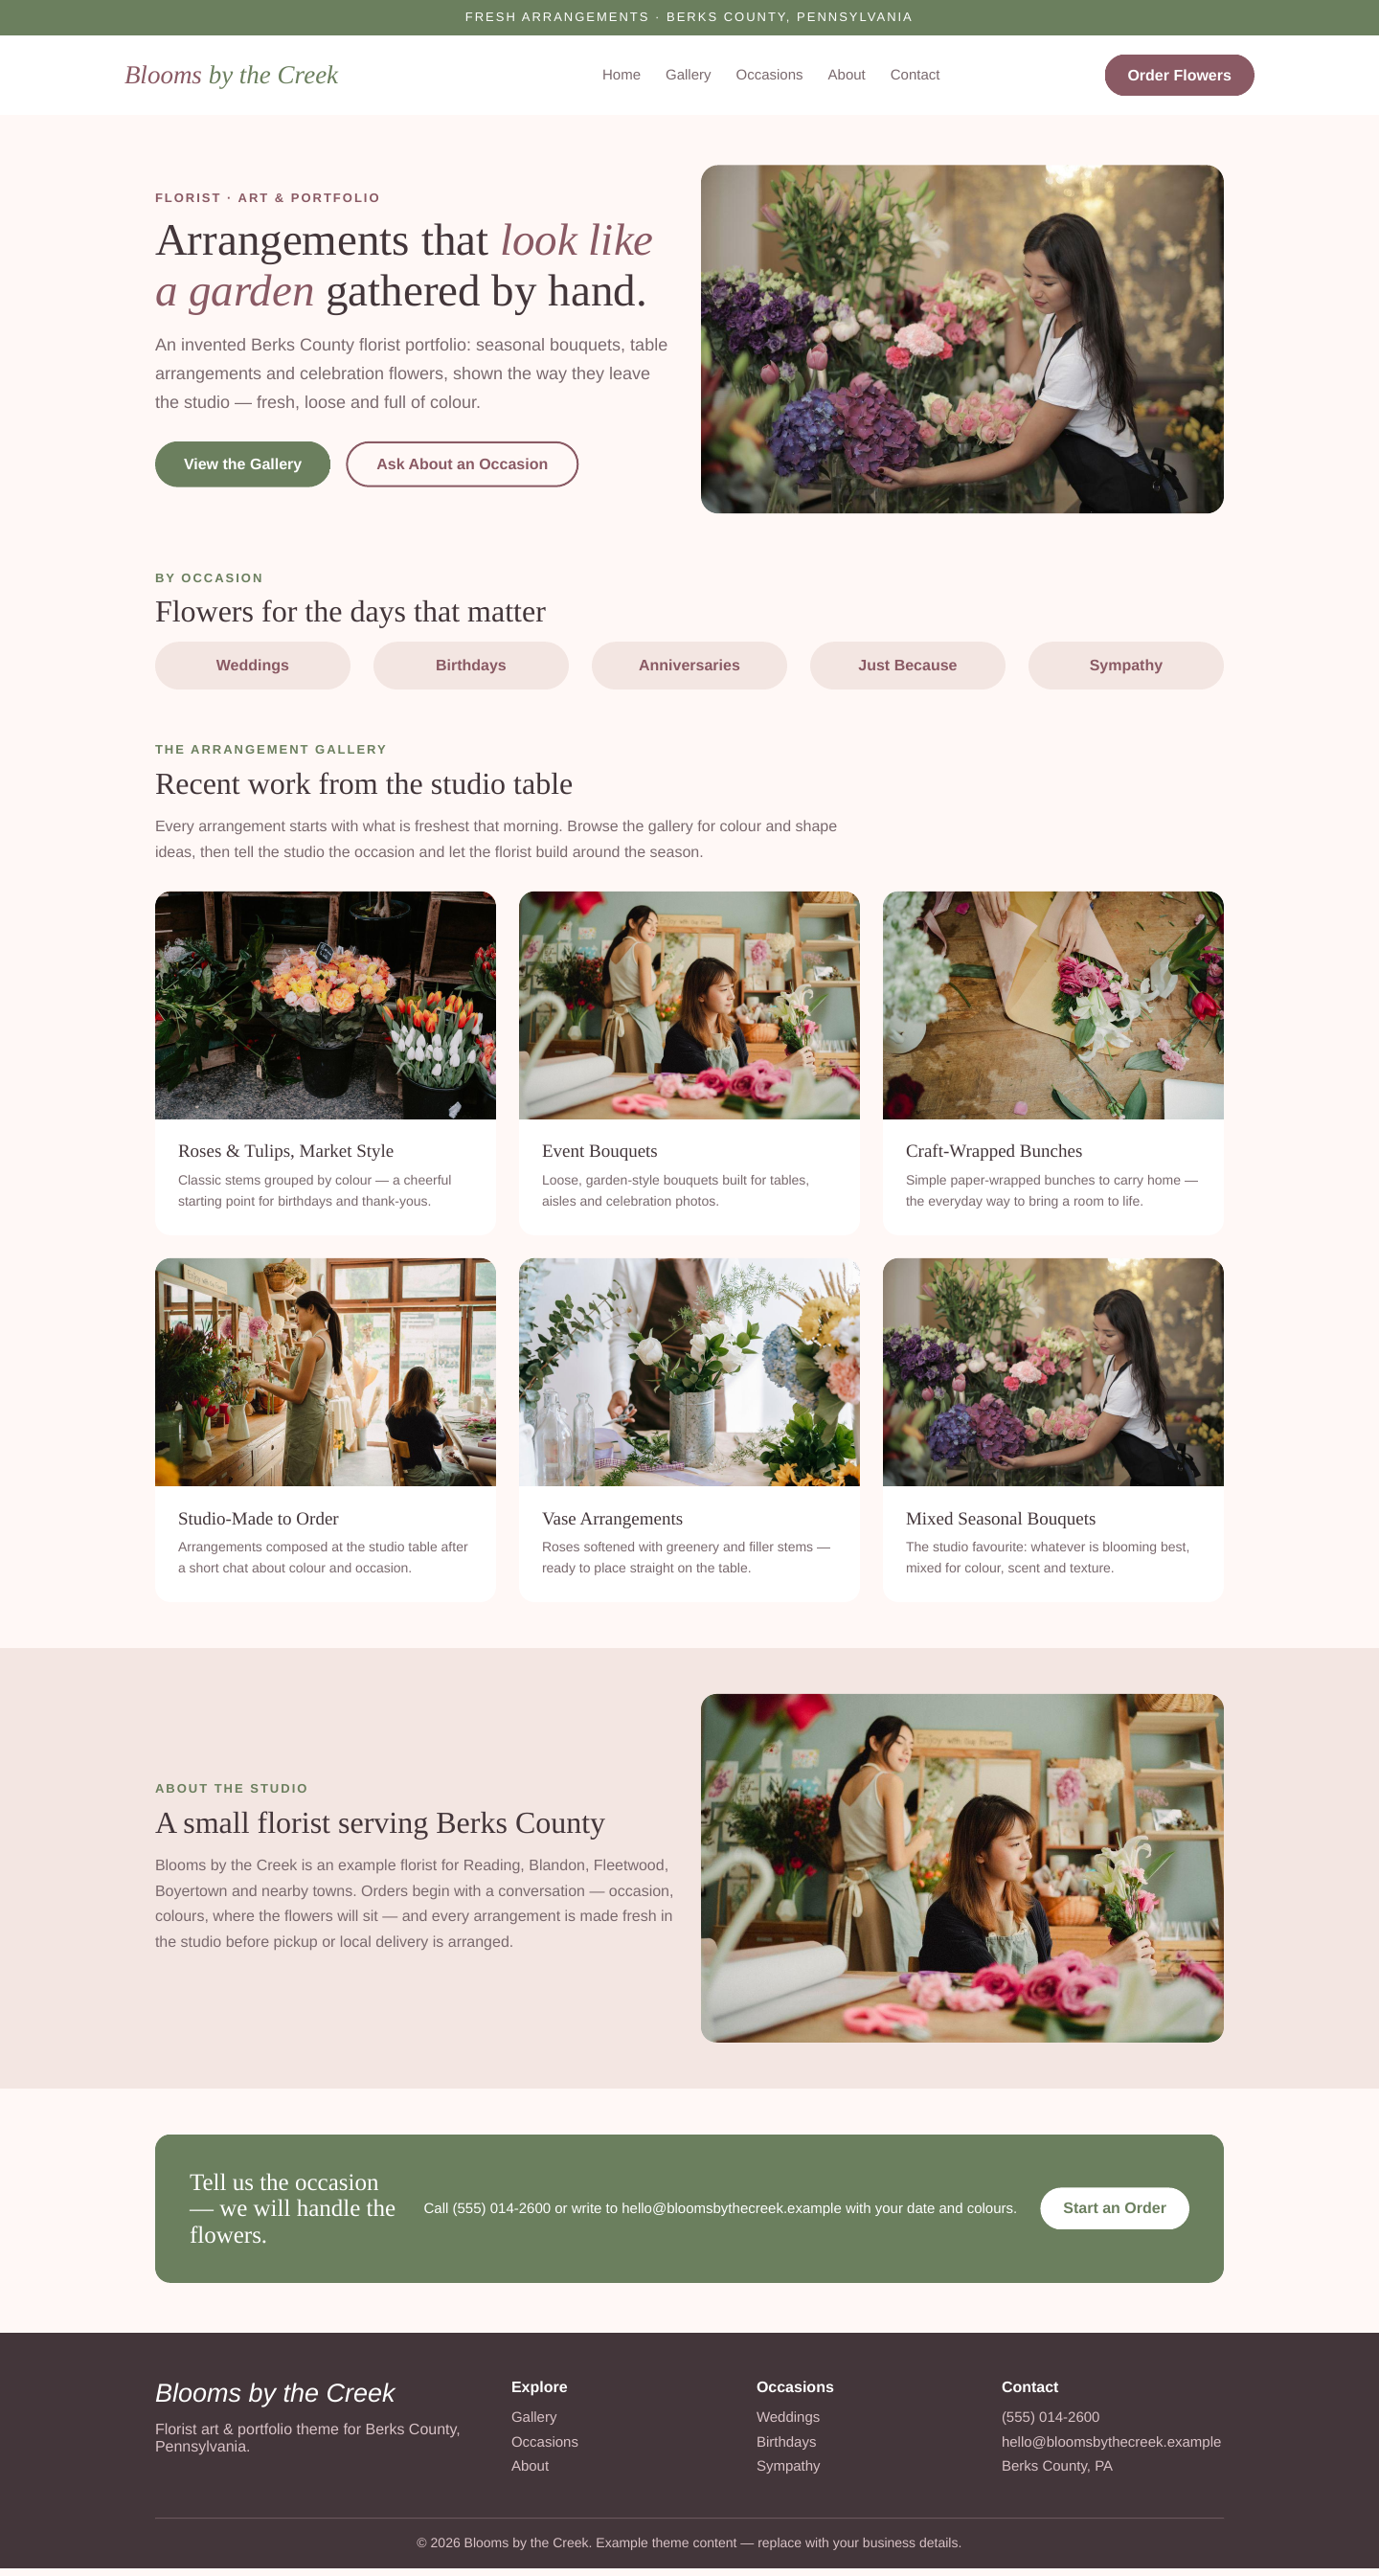 FRESH ARRANGEMENTS · BERKS COUNTY, PENNSYLVANIA
Blooms by the Creek
Home Gallery Occasions About Contact
Order Flowers
FLORIST · ART & PORTFOLIO
Arrangements that look like
a garden gathered by hand.
An invented Berks County florist portfolio: seasonal bouquets, table
arrangements and celebration flowers, shown the way they leave
the studio — fresh, loose and full of colour.
View the Gallery
Ask About an Occasion
BY OCCASION
Flowers for the days that matter
Weddings
Birthdays
Anniversaries
Just Because
Sympathy
THE ARRANGEMENT GALLERY
Recent work from the studio table
Every arrangement starts with what is freshest that morning. Browse the gallery for colour and shape
ideas, then tell the studio the occasion and let the florist build around the season.
Roses & Tulips, Market Style
Classic stems grouped by colour — a cheerful
starting point for birthdays and thank-yous.
Event Bouquets
Loose, garden-style bouquets built for tables,
aisles and celebration photos.
Craft-Wrapped Bunches
Simple paper-wrapped bunches to carry home —
the everyday way to bring a room to life.
Studio-Made to Order
Arrangements composed at the studio table after
a short chat about colour and occasion.
Vase Arrangements
Roses softened with greenery and filler stems —
ready to place straight on the table.
Mixed Seasonal Bouquets
The studio favourite: whatever is blooming best,
mixed for colour, scent and texture.
ABOUT THE STUDIO
A small florist serving Berks County
Blooms by the Creek is an example florist for Reading, Blandon, Fleetwood,
Boyertown and nearby towns. Orders begin with a conversation — occasion,
colours, where the flowers will sit — and every arrangement is made fresh in
the studio before pickup or local delivery is arranged.
Enjoy with the Flowers
Tell us the occasion
— we will handle the
flowers.
Call (555) 014-2600 or write to hello@bloomsbythecreek.example with your date and colours.
Start an Order
Blooms by the Creek
Florist art & portfolio theme for Berks County,
Pennsylvania.
Explore
Gallery
Occasions
About
Occasions
Weddings
Birthdays
Sympathy
Contact
(555) 014-2600
hello@bloomsbythecreek.example
Berks County, PA
© 2026 Blooms by the Creek. Example theme content — replace with your business details.